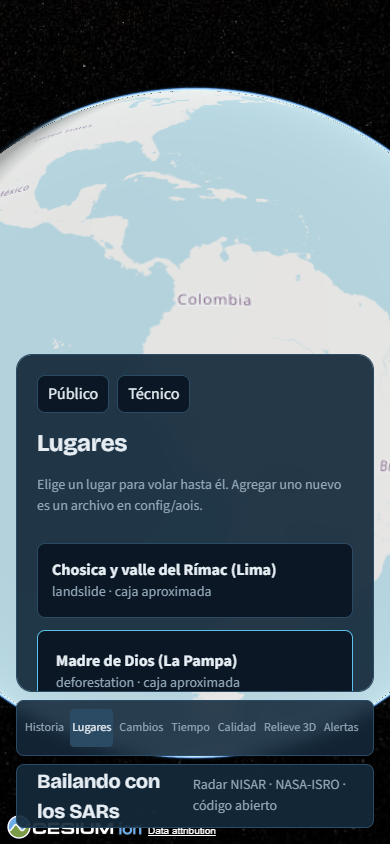 México
Colombia
Público
Técnico
Lugares
Elige un lugar para volar hasta él. Agregar uno nuevo
es un archivo en config/aois.
Chosica y valle del Rímac (Lima)
landslide · caja aproximada
Madre de Dios (La Pampa)
deforestation · caja aproximada
Historia
Lugares
Cambios
Tiempo
Calidad
Relieve 3D
Alertas
Bailando con
los SARs
Radar NISAR · NASA-ISRO ·
código abierto
CESIUM ion
Data attribution